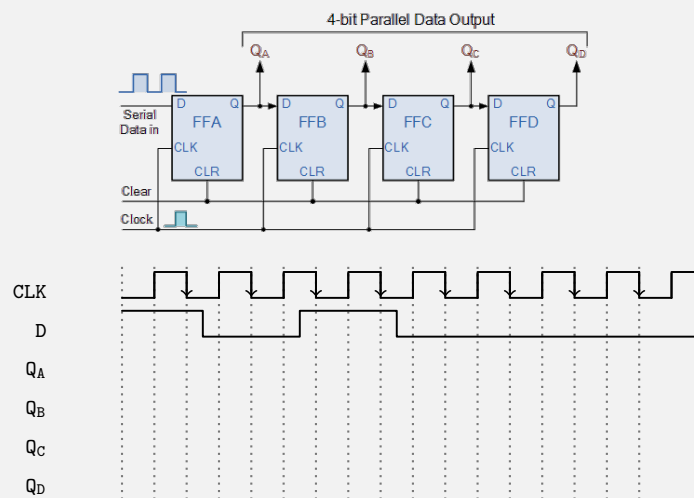 4-bit Parallel Data Output
QA QB QC QD
D Q D Q D Q D Q
Serial
Data in
FFA FFB FFC FFD
CLK CLK CLK CLK
CLR CLR CLR CLR
Clear
Clock
CLK
D
QA
QB
QC
QD